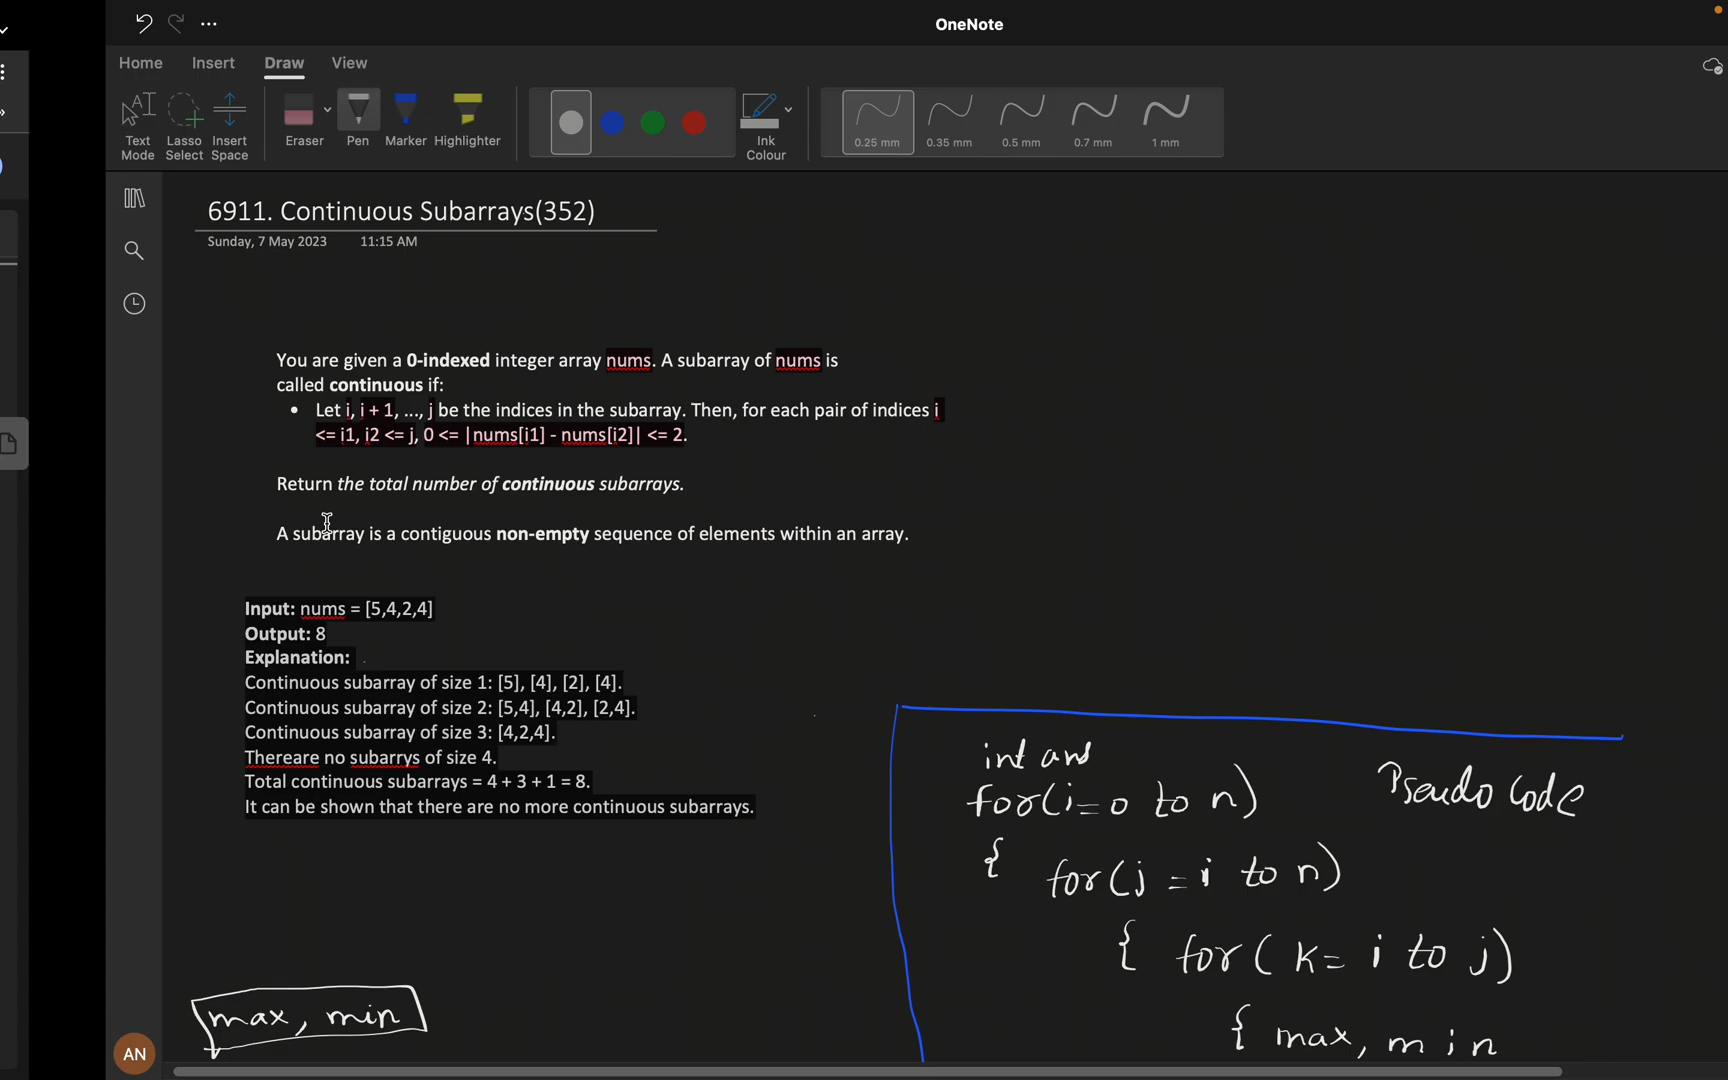 OneNote
Home Insert Draw View
Text Mode
Lasso Select
Insert Space
Eraser
Pen
Marker
Highlighter
Ink Colour
0.25 mm
0.35 mm
0.5 mm
0.7 mm
1 mm
6911. Continuous Subarrays(352)
Sunday, 7 May 2023 11:15 AM
You are given a 0-indexed integer array nums. A subarray of nums is
called continuous if:
• Let i, i + 1, ..., j be the indices in the subarray. Then, for each pair of indices i
<= i1, i2 <= j, 0 <= |nums[i1] - nums[i2]| <= 2.
Return the total number of continuous subarrays.
A subarray is a contiguous non-empty sequence of elements within an array.
Input: nums = [5,4,2,4]
Output: 8
Explanation:
Continuous subarray of size 1: [5], [4], [2], [4].
Continuous subarray of size 2: [5,4], [4,2], [2,4].
Continuous subarray of size 3: [4,2,4].
Thereare no subarrys of size 4.
Total continuous subarrays = 4 + 3 + 1 = 8.
It can be shown that there are no more continuous subarrays.
int ans
for(i=0 to n)
Pseudo Code
{ for(j = i to n)
{ for( k= i to j)
{ max, min
max, min
AN